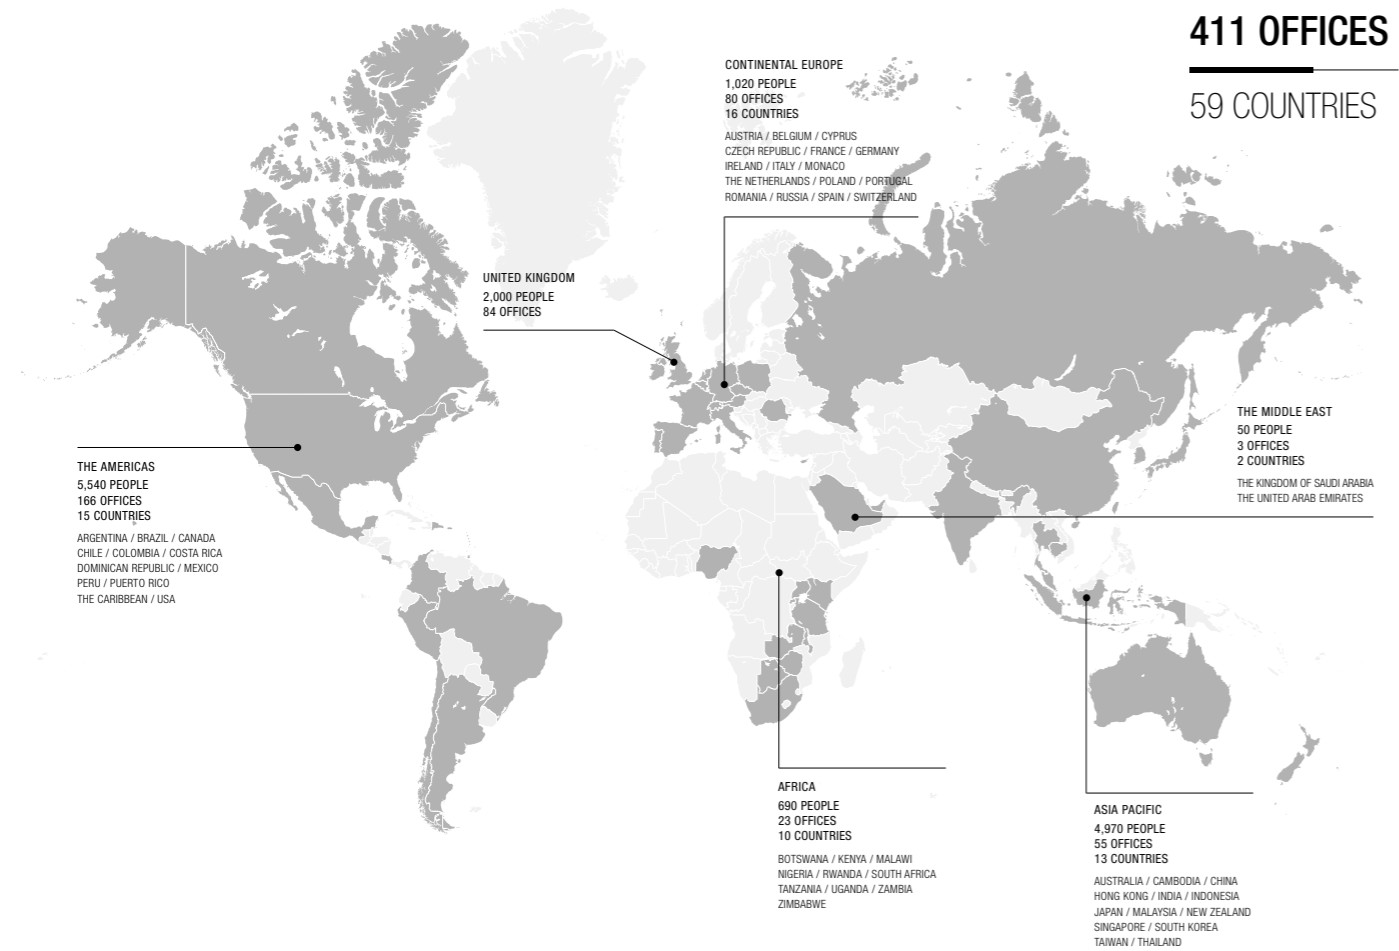 411 OFFICES
59 COUNTRIES
CONTINENTAL EUROPE
1,020 PEOPLE
80 OFFICES
16 COUNTRIES
AUSTRIA / BELGIUM / CYPRUS
CZECH REPUBLIC / FRANCE / GERMANY
IRELAND / ITALY / MONACO
THE NETHERLANDS / POLAND / PORTUGAL
ROMANIA / RUSSIA / SPAIN / SWITZERLAND
UNITED KINGDOM
2,000 PEOPLE
84 OFFICES
THE MIDDLE EAST
50 PEOPLE
3 OFFICES
2 COUNTRIES
THE KINGDOM OF SAUDI ARABIA
THE UNITED ARAB EMIRATES
THE AMERICAS
5,540 PEOPLE
166 OFFICES
15 COUNTRIES
ARGENTINA / BRAZIL / CANADA
CHILE / COLOMBIA / COSTA RICA
DOMINICAN REPUBLIC / MEXICO
PERU / PUERTO RICO
THE CARIBBEAN / USA
AFRICA
690 PEOPLE
23 OFFICES
10 COUNTRIES
BOTSWANA / KENYA / MALAWI
NIGERIA / RWANDA / SOUTH AFRICA
TANZANIA / UGANDA / ZAMBIA
ZIMBABWE
ASIA PACIFIC
4,970 PEOPLE
55 OFFICES
13 COUNTRIES
AUSTRALIA / CAMBODIA / CHINA
HONG KONG / INDIA / INDONESIA
JAPAN / MALAYSIA / NEW ZEALAND
SINGAPORE / SOUTH KOREA
TAIWAN / THAILAND